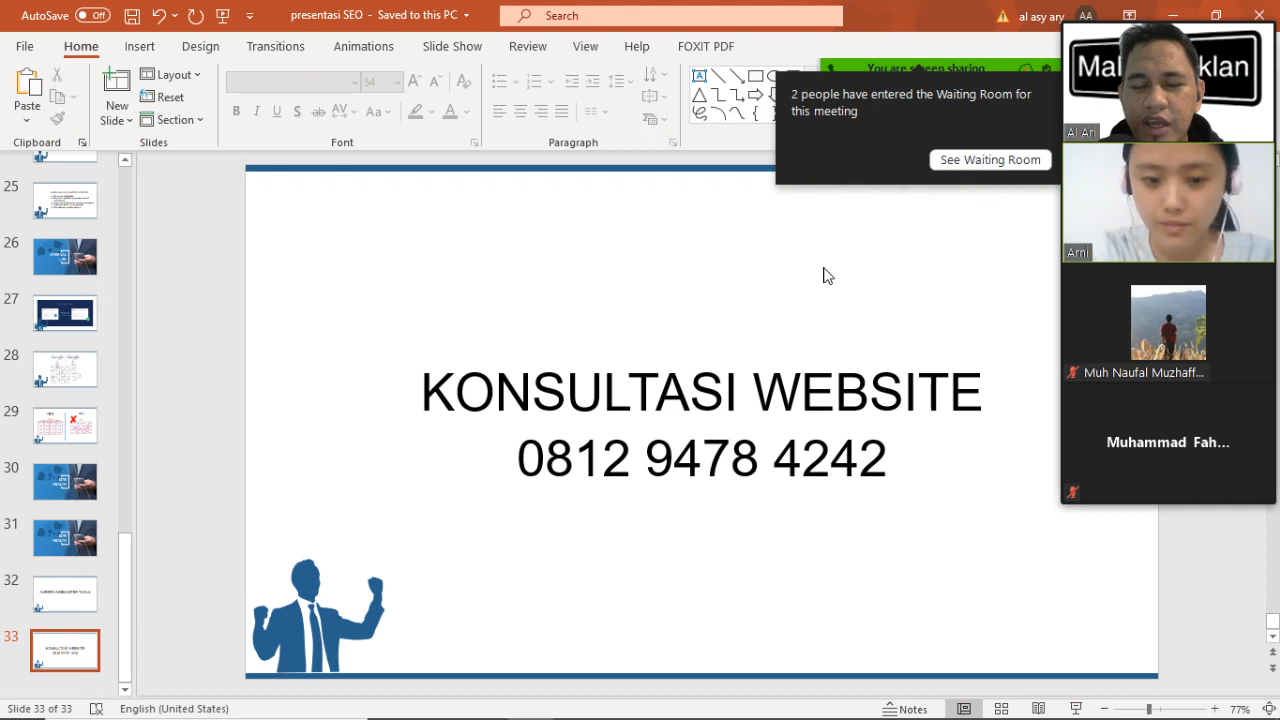 AutoSave Off
presentasi SEO - Saved to this PC
Search
al asy ary AA
File Home Insert Design Transitions Animations Slide Show Review View Help FOXIT PDF
Paste
New
Slide
Layout
Reset
Section
54
Clipboard
Slides
Font
Paragraph
You are screen sharing
2 people have entered the Waiting Room for
this meeting
See Waiting Room
Al Ari
Arni
Muh Naufal Muzhaff...
Muhammad Fah...
25
26
27
28
29
30
31
32
33
KONSULTASI WEBSITE
0812 9478 4242
Slide 33 of 33
English (United States)
Notes
77%